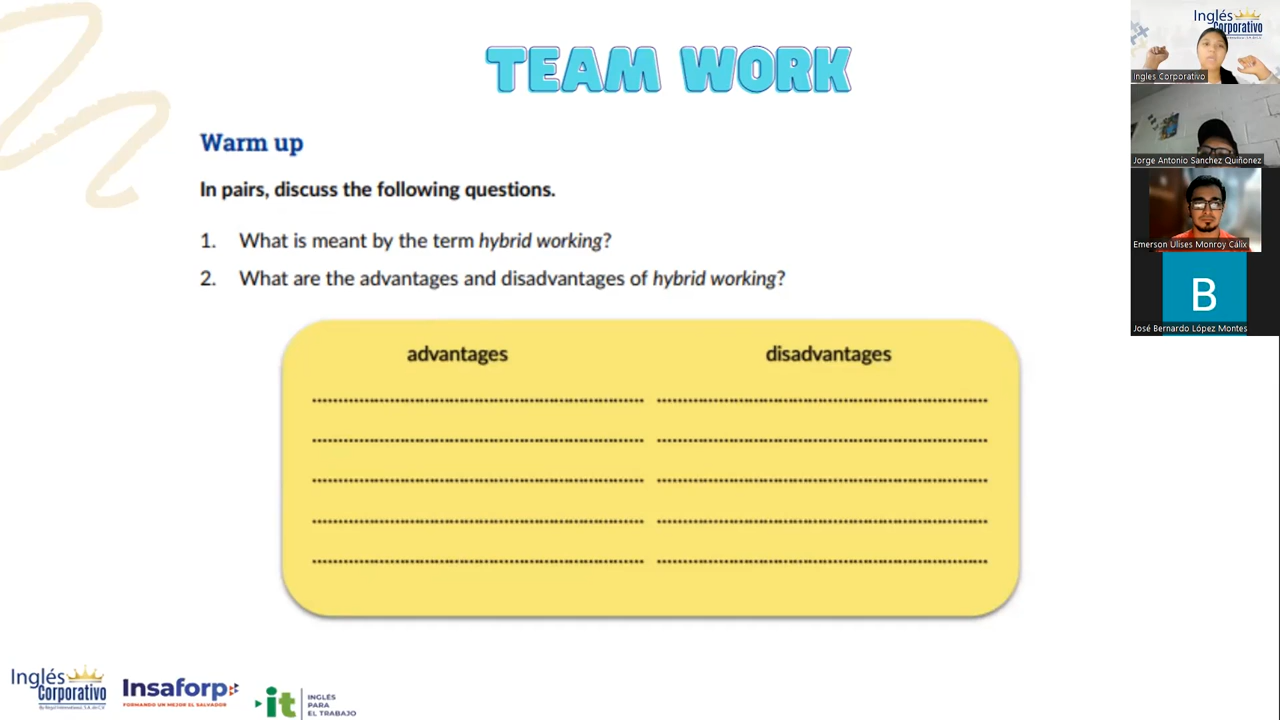 TEAM WORK
Warm up
In pairs, discuss the following questions.
1. What is meant by the term hybrid working?
2. What are the advantages and disadvantages of hybrid working?
advantages disadvantages
Inglés
Corporativo
Insaforp
FORMANDO UN MEJOR EL SALVADOR
it
INGLÉS
PARA
EL TRABAJO
Inglés
Corporativo
Ingles Corporativo
Jorge Antonio Sanchez Quiñonez
Emerson Ulises Monroy Cálix
B
José Bernardo López Montes